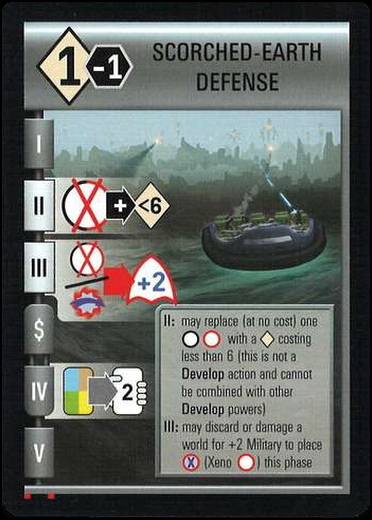 1 -1
SCORCHED-EARTH
DEFENSE
I
II + <6
III +2
$
IV 2
V
II: may replace (at no cost) one
with a costing
less than 6 (this is not a
Develop action and cannot
be combined with other
Develop powers)
III: may discard or damage a
world for +2 Military to place
X (Xeno ) this phase